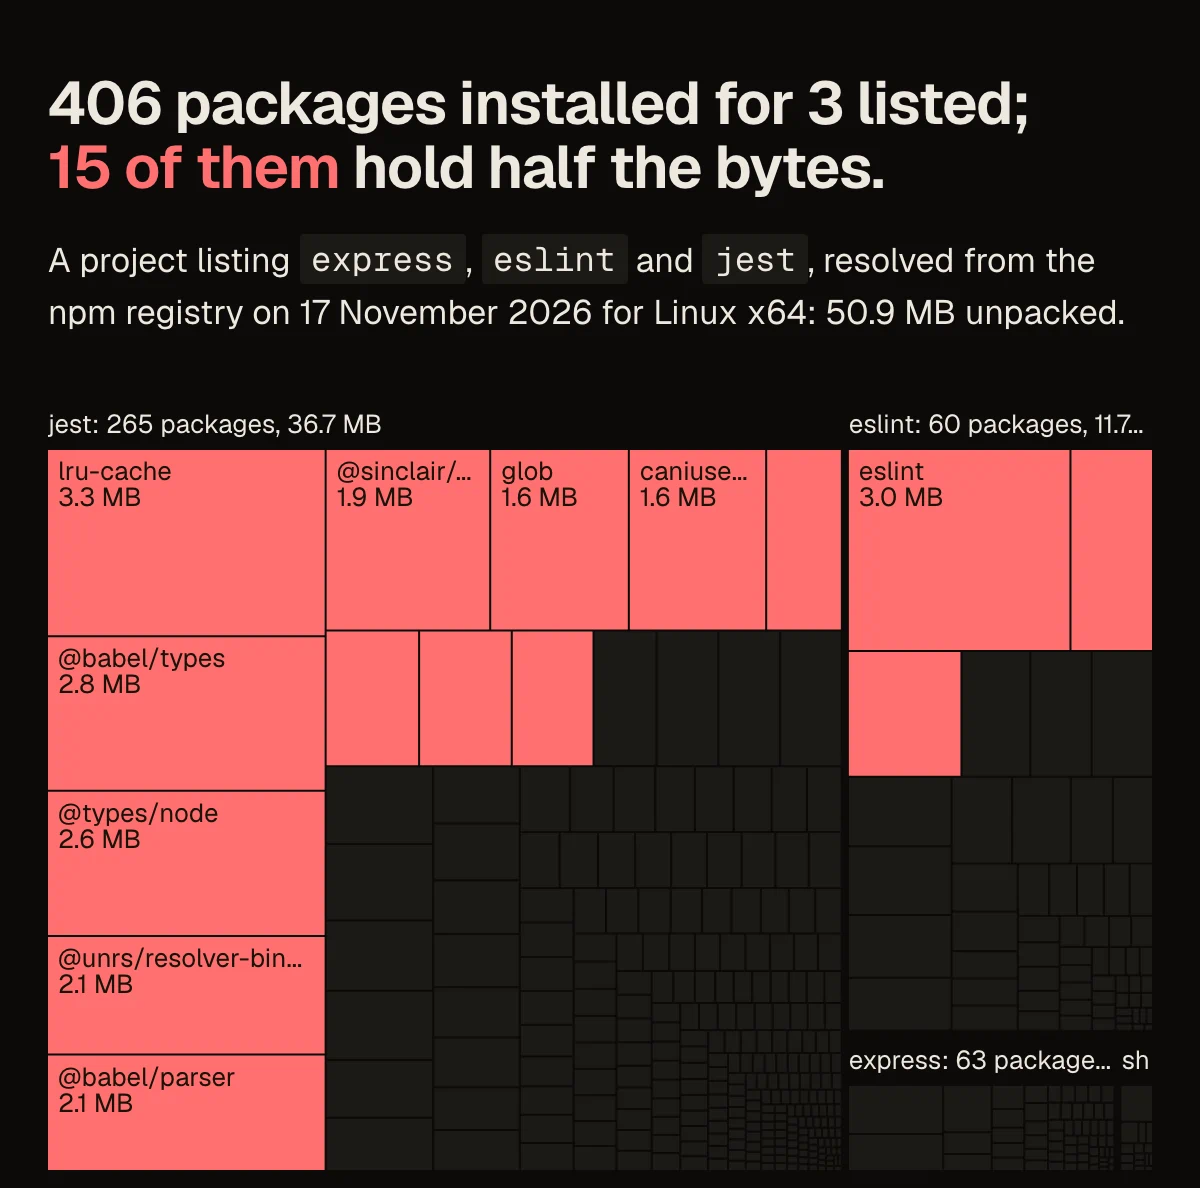 406 packages installed for 3 listed;
15 of them hold half the bytes.
A project listing express, eslint and jest, resolved from the
npm registry on 17 November 2026 for Linux x64: 50.9 MB unpacked.
jest: 265 packages, 36.7 MB
eslint: 60 packages, 11.7...
lru-cache
3.3 MB
@sinclair/...
1.9 MB
glob
1.6 MB
caniuse...
1.6 MB
eslint
3.0 MB
@babel/types
2.8 MB
@types/node
2.6 MB
@unrs/resolver-bin...
2.1 MB
express: 63 package... sh
@babel/parser
2.1 MB